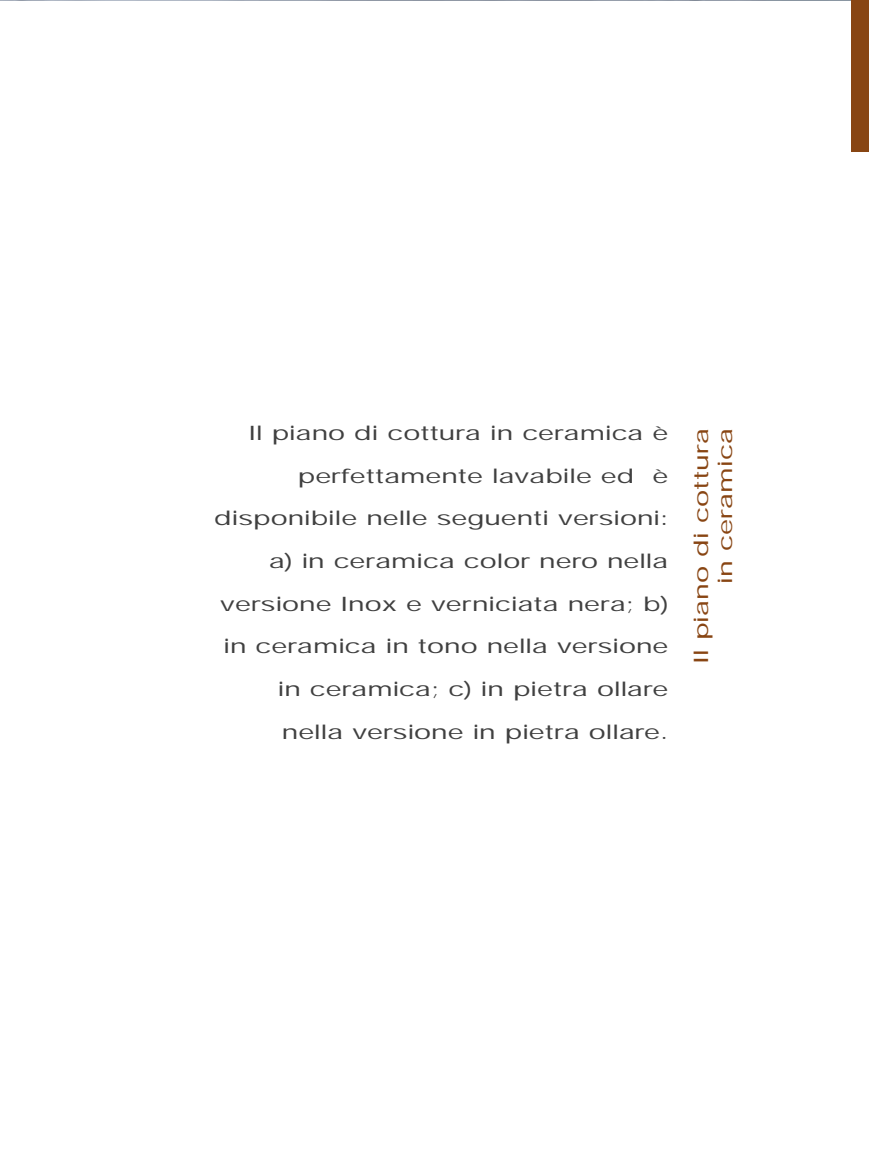 Il piano di cottura in ceramica è
perfettamente lavabile ed  è
disponibile nelle seguenti versioni:
a) in ceramica color nero nella
versione Inox e verniciata nera; b)
in ceramica in tono nella versione
in ceramica; c) in pietra ollare
nella versione in pietra ollare.
Il piano di cottura
in ceramica